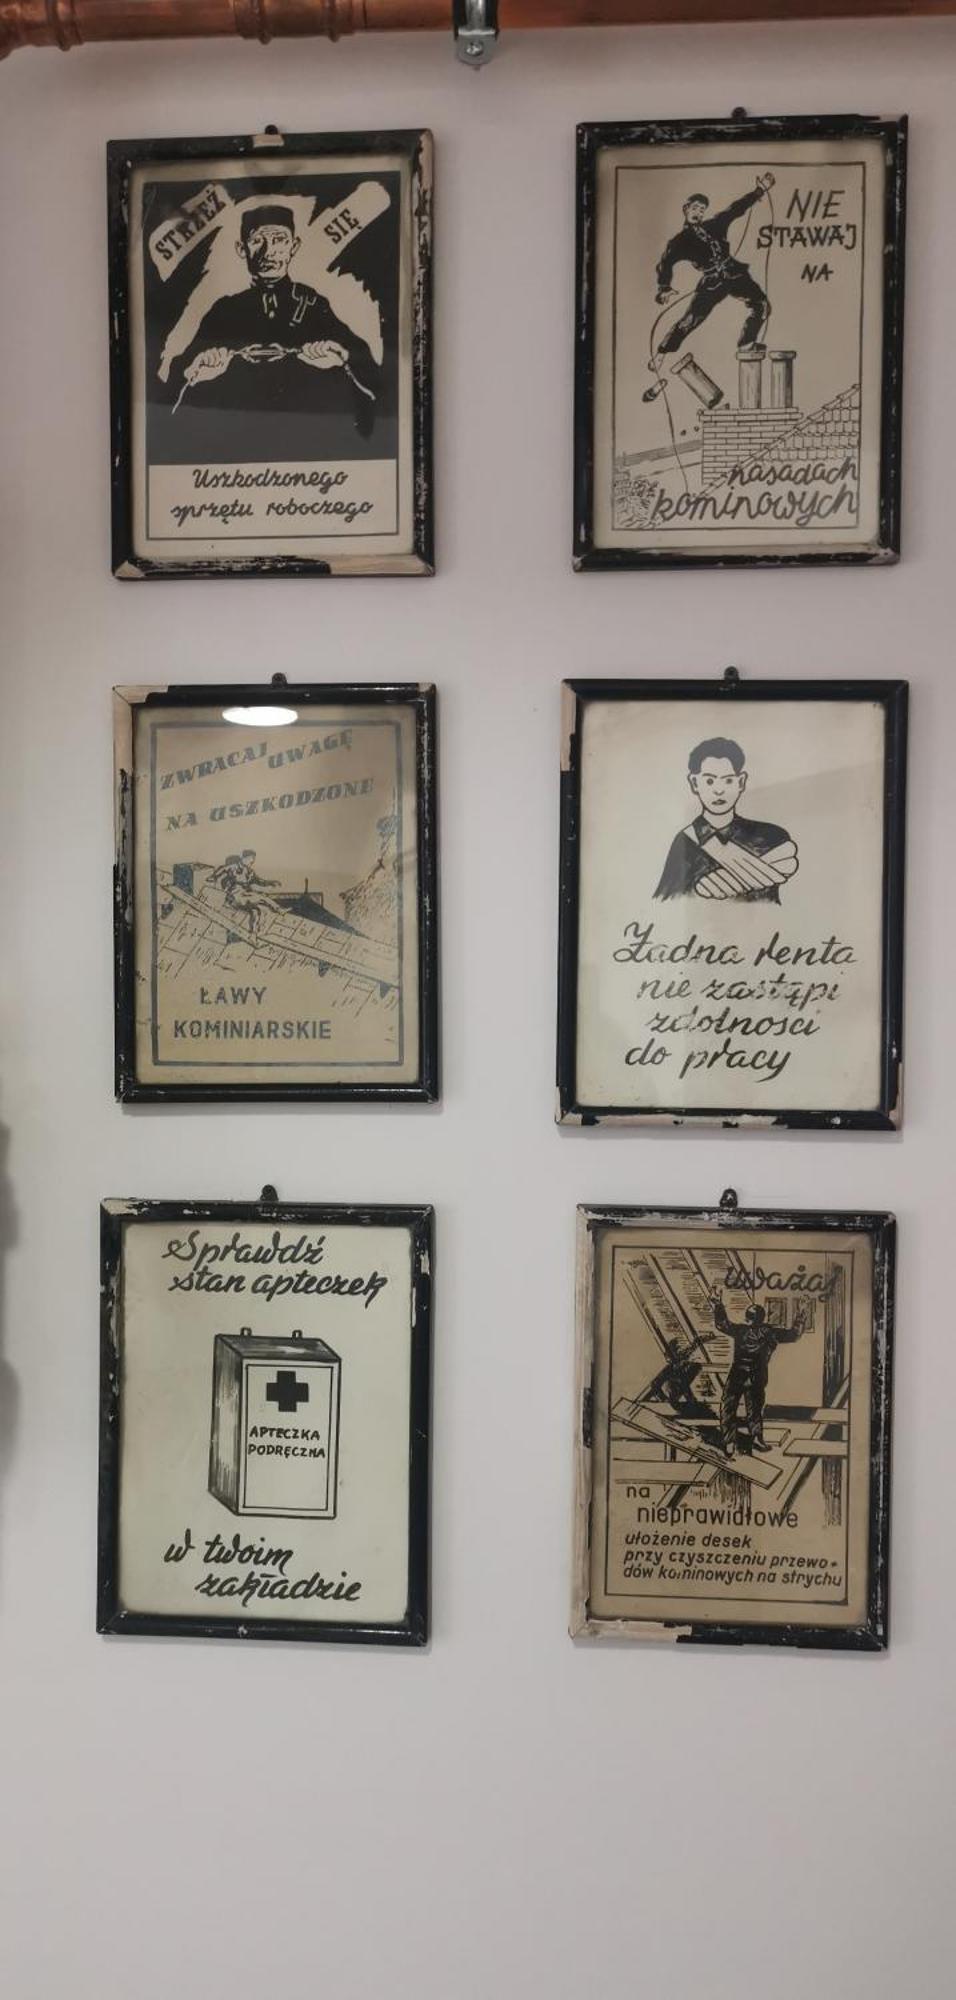 STRZEŻ SIĘ
Uszkodzonego
sprzętu roboczego
NIE
STAWAJ
NA
nasadach
kominowych
ZWRACAJ UWAGĘ
NA USZKODZONE
ŁAWY
KOMINIARSKIE
Żadna renta
nie zastąpi
zdolności
do pracy
Sprawdź
stan apteczek
APTECZKA
PODRĘCZNA
w twoim
zakładzie
uważaj
na
nieprawidłowe
ułożenie desek
przy czyszczeniu przewo-
dów kominowych na strychu